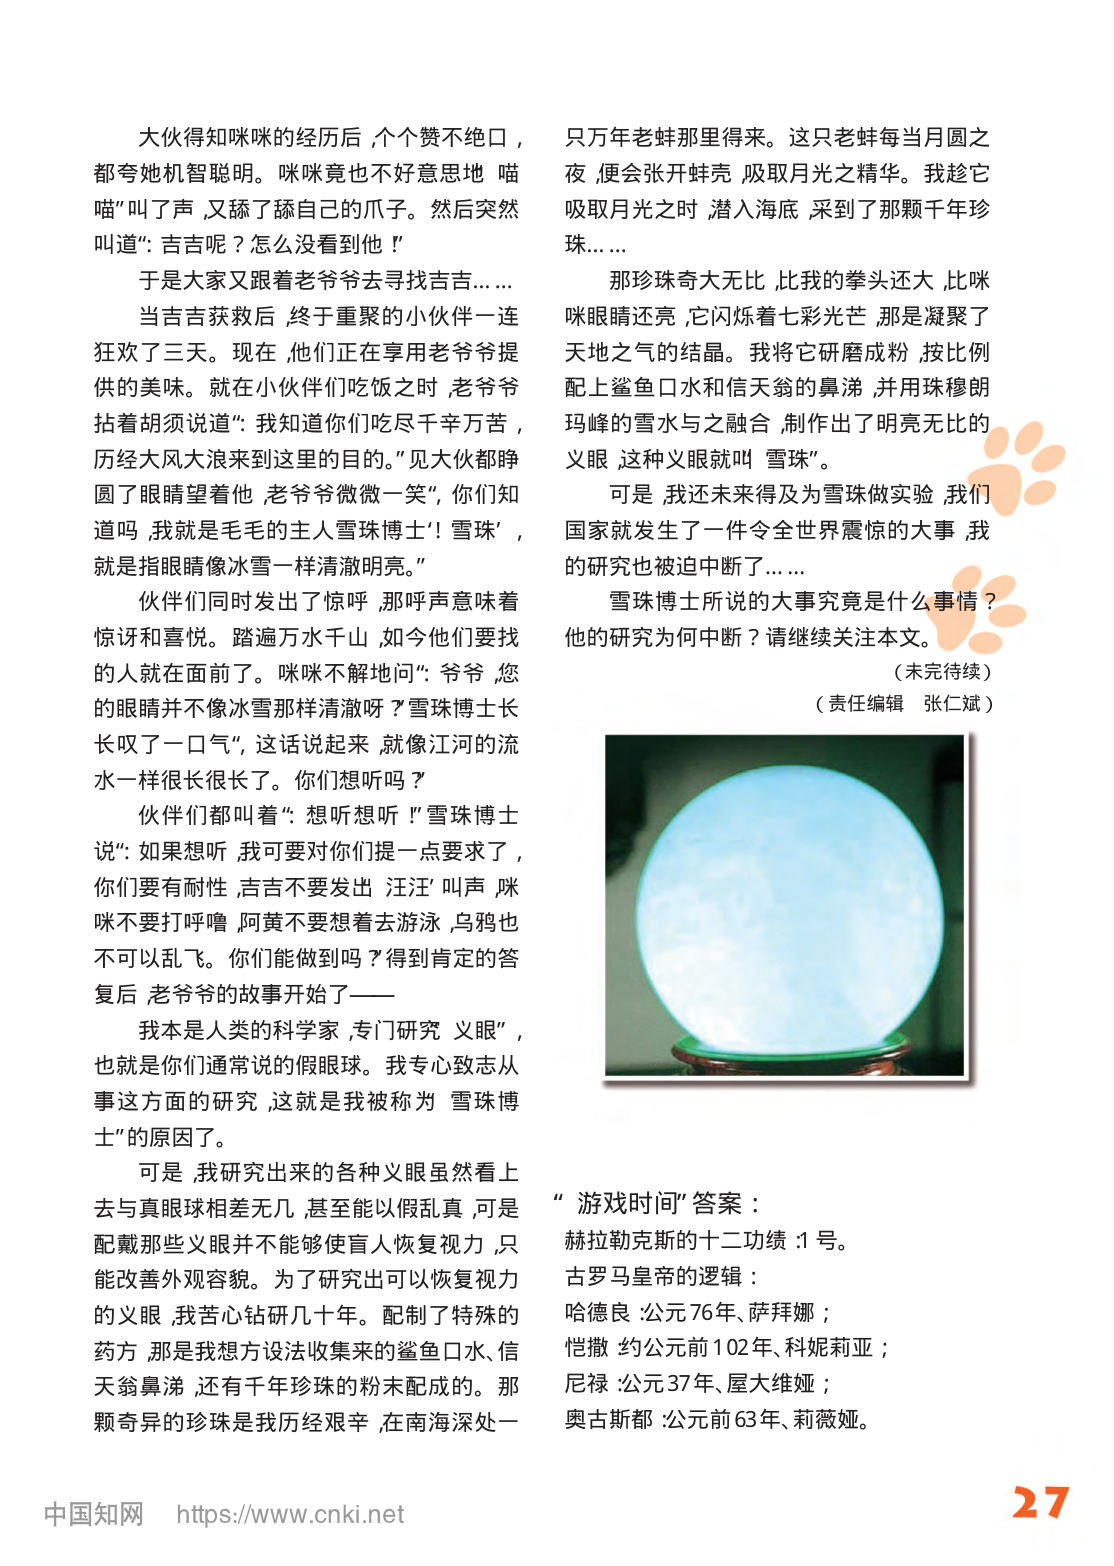 大伙得知咪咪的经历后，个个赞不绝口，
都夸她机智聪明。咪咪竟也不好意思地“喵
喵”叫了声，又舔了舔自己的爪子。然后突然
叫道：“吉吉呢？怎么没看到他！”
于是大家又跟着老爷爷去寻找吉吉……
当吉吉获救后，终于重聚的小伙伴一连
狂欢了三天。现在，他们正在享用老爷爷提
供的美味。就在小伙伴们吃饭之时，老爷爷
拈着胡须说道：“我知道你们吃尽千辛万苦，
历经大风大浪来到这里的目的。”见大伙都睁
圆了眼睛望着他，老爷爷微微一笑，“你们知
道吗，我就是毛毛的主人雪珠博士！‘雪珠’，
就是指眼睛像冰雪一样清澈明亮。”
伙伴们同时发出了惊呼，那呼声意味着
惊讶和喜悦。踏遍万水千山，如今他们要找
的人就在面前了。咪咪不解地问：“爷爷，您
的眼睛并不像冰雪那样清澈呀？”雪珠博士长
长叹了一口气，“这话说起来，就像江河的流
水一样很长很长了。你们想听吗？”
伙伴们都叫着：“想听想听！”雪珠博士
说：“如果想听，我可要对你们提一点要求了，
你们要有耐性，吉吉不要发出‘汪汪’叫声，咪
咪不要打呼噜，阿黄不要想着去游泳，乌鸦也
不可以乱飞。你们能做到吗？”得到肯定的答
复后，老爷爷的故事开始了——
我本是人类的科学家，专门研究“义眼”，
也就是你们通常说的假眼球。我专心致志从
事这方面的研究，这就是我被称为“雪珠博
士”的原因了。
可是，我研究出来的各种义眼虽然看上
去与真眼球相差无几，甚至能以假乱真，可是
配戴那些义眼并不能够使盲人恢复视力，只
能改善外观容貌。为了研究出可以恢复视力
的义眼，我苦心钻研几十年。配制了特殊的
药方，那是我想方设法收集来的鲨鱼口水、信
天翁鼻涕，还有千年珍珠的粉末配成的。那
颗奇异的珍珠是我历经艰辛，在南海深处一
只万年老蚌那里得来。这只老蚌每当月圆之
夜，便会张开蚌壳，吸取月光之精华。我趁它
吸取月光之时，潜入海底，采到了那颗千年珍
珠……
那珍珠奇大无比，比我的拳头还大，比咪
咪眼睛还亮，它闪烁着七彩光芒，那是凝聚了
天地之气的结晶。我将它研磨成粉，按比例
配上鲨鱼口水和信天翁的鼻涕，并用珠穆朗
玛峰的雪水与之融合，制作出了明亮无比的
义眼，这种义眼就叫“雪珠”。
可是，我还未来得及为雪珠做实验，我们
国家就发生了一件令全世界震惊的大事，我
的研究也被迫中断了……
雪珠博士所说的大事究竟是什么事情？
他的研究为何中断？请继续关注本文。
（未完待续）
（责任编辑　张仁斌）
“游戏时间”答案：
赫拉勒克斯的十二功绩：1号。
古罗马皇帝的逻辑：
哈德良：公元76年、萨拜娜；
恺撒：约公元前102年、科妮莉亚；
尼禄：公元37年、屋大维娅；
奥古斯都：公元前63年、莉薇娅。
27
中国知网 https://www.cnki.net